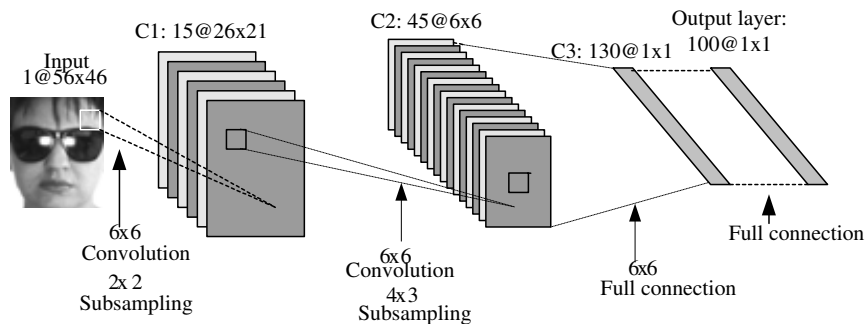 C1: 15@26x21
C2: 45@6x6
Output layer:
100@1x1
C3: 130@1x1
Input
1@56x46
6x6
Convolution
2x 2
Subsampling
6x6
Convolution
4x3
Subsampling
6x6
Full connection
Full connection